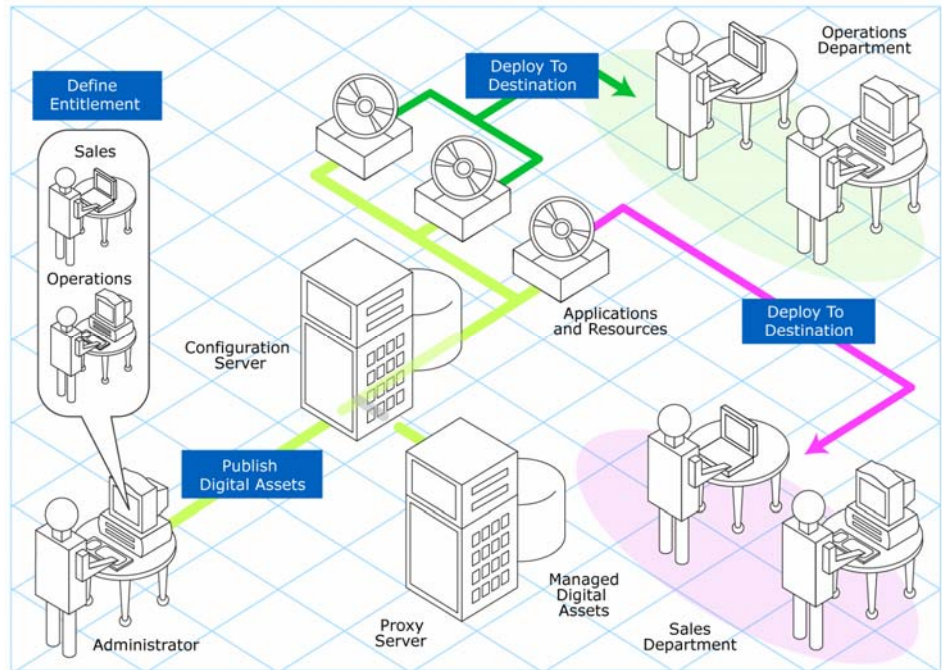 Define
Entitlement
Sales
Operations
Deploy To
Destination
Operations
Department
Configuration
Server
Applications
and Resources
Deploy To
Destination
Publish
Digital Assets
Administrator
Proxy
Server
Managed
Digital
Assets
Sales
Department